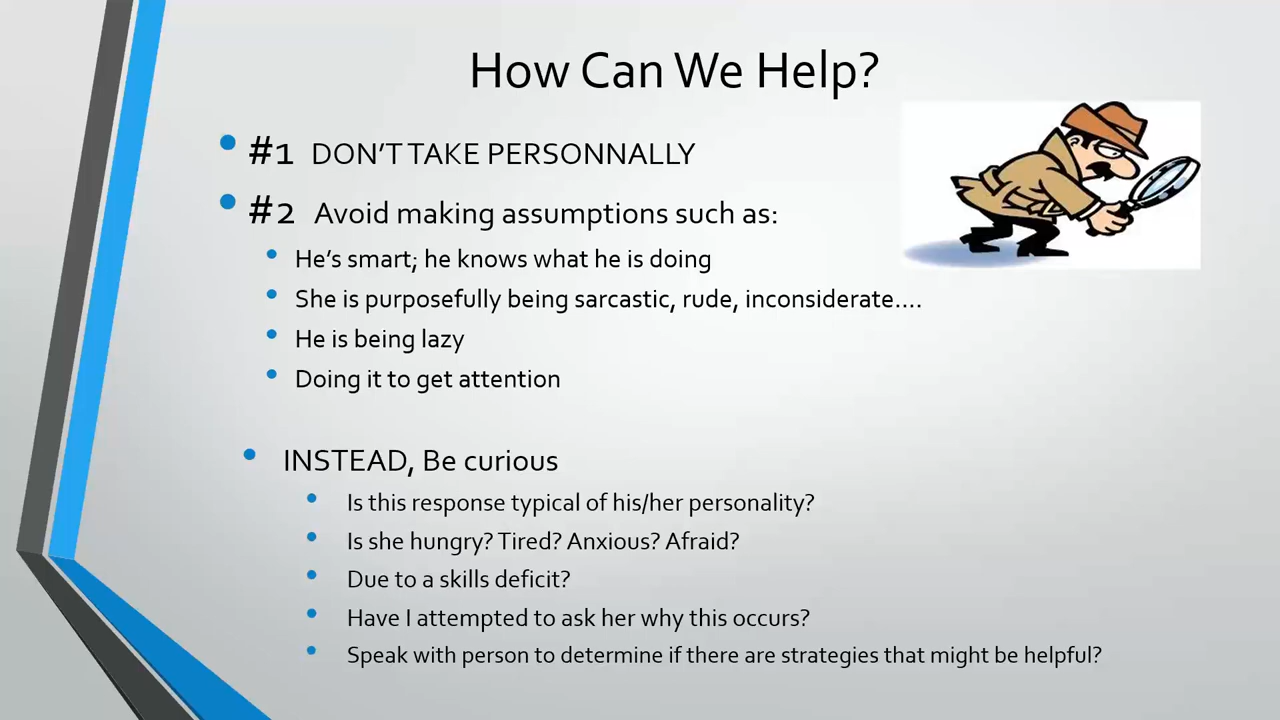 How Can We Help?
#1 DON'T TAKE PERSONNALLY
#2 Avoid making assumptions such as:
He's smart; he knows what he is doing
She is purposefully being sarcastic, rude, inconsiderate....
He is being lazy
Doing it to get attention
INSTEAD, Be curious
Is this response typical of his/her personality?
Is she hungry? Tired? Anxious? Afraid?
Due to a skills deficit?
Have I attempted to ask her why this occurs?
Speak with person to determine if there are strategies that might be helpful?